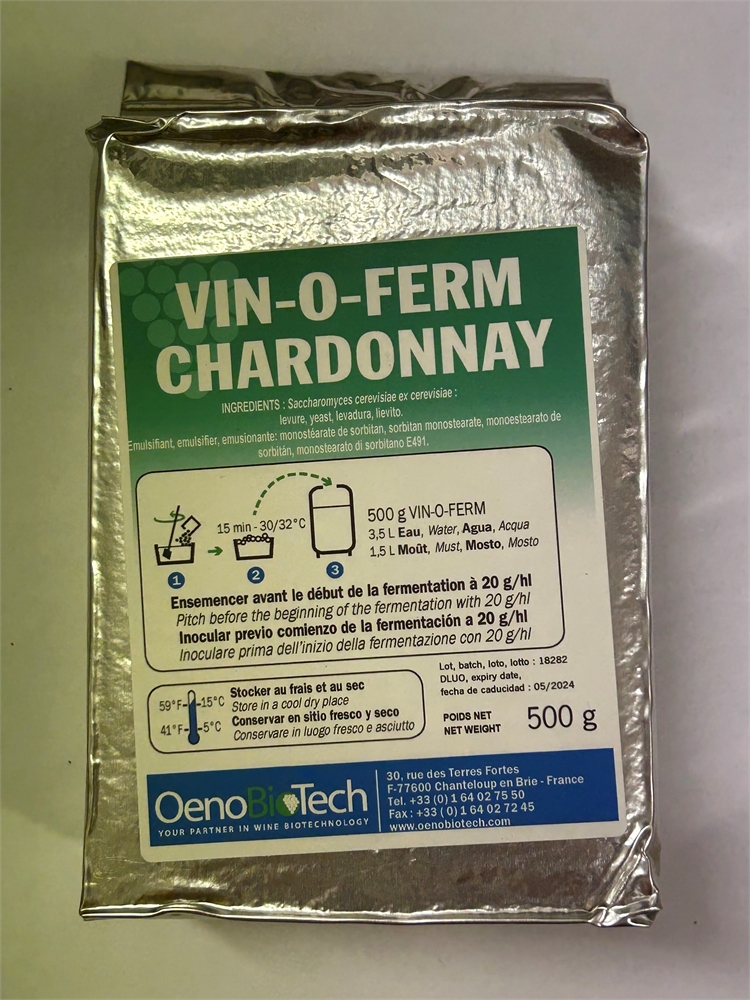 VIN-O-FERM
CHARDONNAY
INGREDIENTS : Saccharomyces cerevisiae ex cerevisiae :
levure, yeast, levadura, lievito.
Emulsifiant, emulsifier, emusionante: monostéarate de sorbitan, sorbitan monostearate, monoestearato de
sorbitán, monostearato di sorbitano E491.
15 min - 30/32°C
500 g VIN-O-FERM
3,5 L Eau, Water, Agua, Acqua
1,5 L Moût, Must, Mosto, Mosto
1
2
3
Ensemencer avant le début de la fermentation à 20 g/hl
Pitch before the beginning of the fermentation with 20 g/hl
Inocular previo comienzo de la fermentación a 20 g/hl
Inoculare prima dell'inizio della fermentazione con 20 g/hl
59°F 15°C
41°F 5°C
Stocker au frais et au sec
Store in a cool dry place
Conservar en sitio fresco y seco
Conservare in luogo fresco e asciutto
Lot, batch, loto, lotto : 18282
DLUO, expiry date,
fecha de caducidad : 05/2024
POIDS NET
NET WEIGHT
500 g
OenoBioTech
YOUR PARTNER IN WINE BIOTECHNOLOGY
30, rue des Terres Fortes
F-77600 Chanteloup en Brie - France
Tel. +33 (0) 1 64 02 75 50
Fax : +33 ( 0) 1 64 02 72 45
www.oenobiotech.com